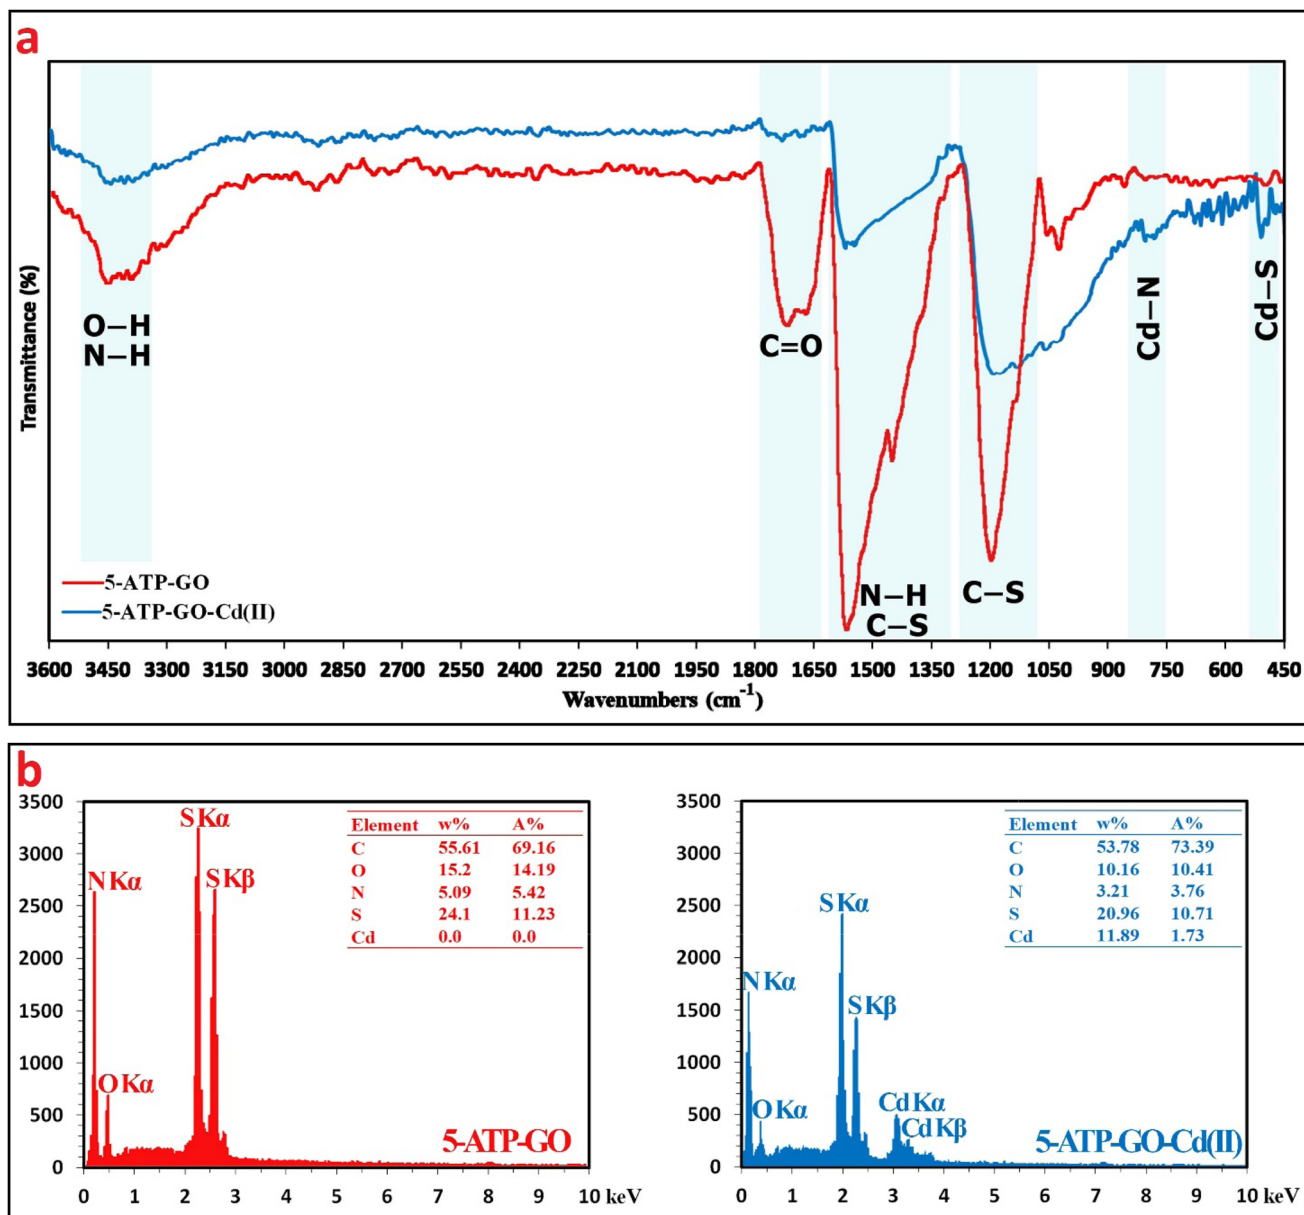 a
Transmittance (%)
O−H
N−H
C=O
N−H
C−S
C−S
Cd−N
Cd−S
5-ATP-GO
5-ATP-GO-Cd(II)
3600 3450 3300 3150 3000 2850 2700 2550 2400 2250 2100 1950 1800 1650 1500 1350 1200 1050 900 750 600 450
Wavenumbers (cm⁻¹)
b
3500
3000
2500
2000
1500
1000
500
0
0 1 2 3 4 5 6 7 8 9 10 keV
N Kα
O Kα
S Kα
S Kβ
Element w% A%
C 55.61 69.16
O 15.2 14.19
N 5.09 5.42
S 24.1 11.23
Cd 0.0 0.0
5-ATP-GO
3500
3000
2500
2000
1500
1000
500
0
0 1 2 3 4 5 6 7 8 9 10 keV
N Kα
O Kα
S Kα
S Kβ
Cd Kα
Cd Kβ
Element w% A%
C 53.78 73.39
O 10.16 10.41
N 3.21 3.76
S 20.96 10.71
Cd 11.89 1.73
5-ATP-GO-Cd(II)